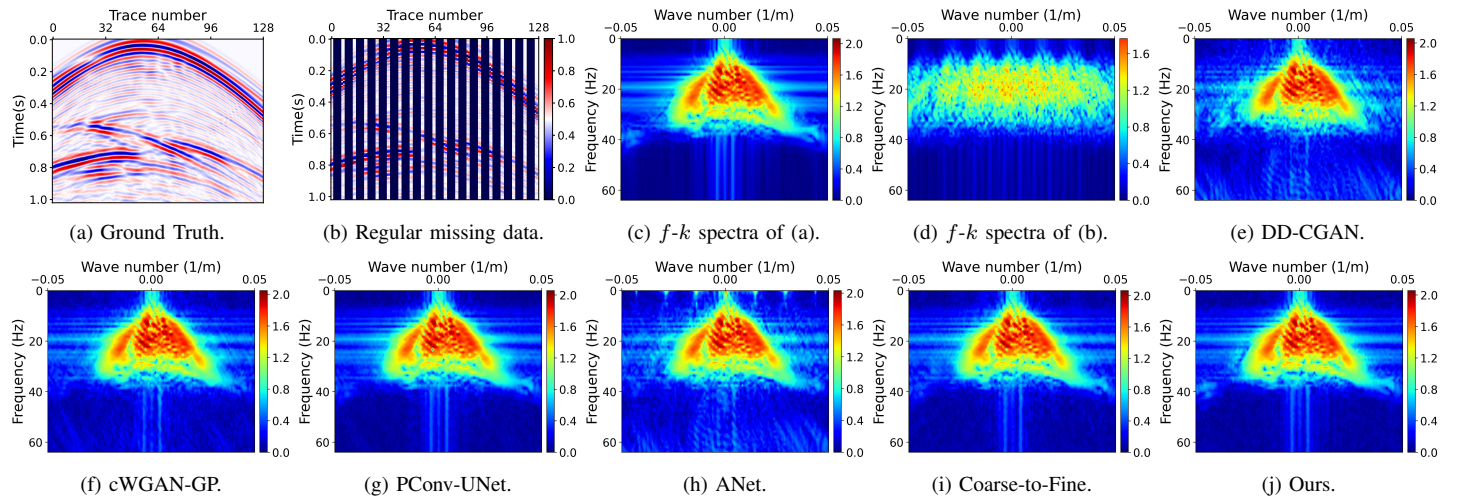 Trace number
0 32 64 96 128
0.0
0.2
0.4
0.6
0.8
1.0
Time(s)
(a) Ground Truth.
Trace number
0 32 64 96 128
0.0
0.2
0.4
0.6
0.8
1.0
Time(s)
1.0
0.8
0.6
0.4
0.2
0.0
(b) Regular missing data.
Wave number (1/m)
−0.05 0.00 0.05
0
20
40
60
Frequency (Hz)
2.0
1.6
1.2
0.8
0.4
0.0
(c) f-k spectra of (a).
Wave number (1/m)
−0.05 0.00 0.05
0
20
40
60
Frequency (Hz)
1.6
1.2
0.8
0.4
0.0
(d) f-k spectra of (b).
Wave number (1/m)
−0.05 0.00 0.05
0
20
40
60
Frequency (Hz)
2.0
1.6
1.2
0.8
0.4
0.0
(e) DD-CGAN.
Wave number (1/m)
−0.05 0.00 0.05
0
20
40
60
Frequency (Hz)
2.0
1.6
1.2
0.8
0.4
0.0
(f) cWGAN-GP.
Wave number (1/m)
−0.05 0.00 0.05
0
20
40
60
Frequency (Hz)
2.0
1.6
1.2
0.8
0.4
0.0
(g) PConv-UNet.
Wave number (1/m)
−0.05 0.00 0.05
0
20
40
60
Frequency (Hz)
2.0
1.6
1.2
0.8
0.4
0.0
(h) ANet.
Wave number (1/m)
−0.05 0.00 0.05
0
20
40
60
Frequency (Hz)
2.0
1.6
1.2
0.8
0.4
0.0
(i) Coarse-to-Fine.
Wave number (1/m)
−0.05 0.00 0.05
0
20
40
60
Frequency (Hz)
2.0
1.6
1.2
0.8
0.4
0.0
(j) Ours.